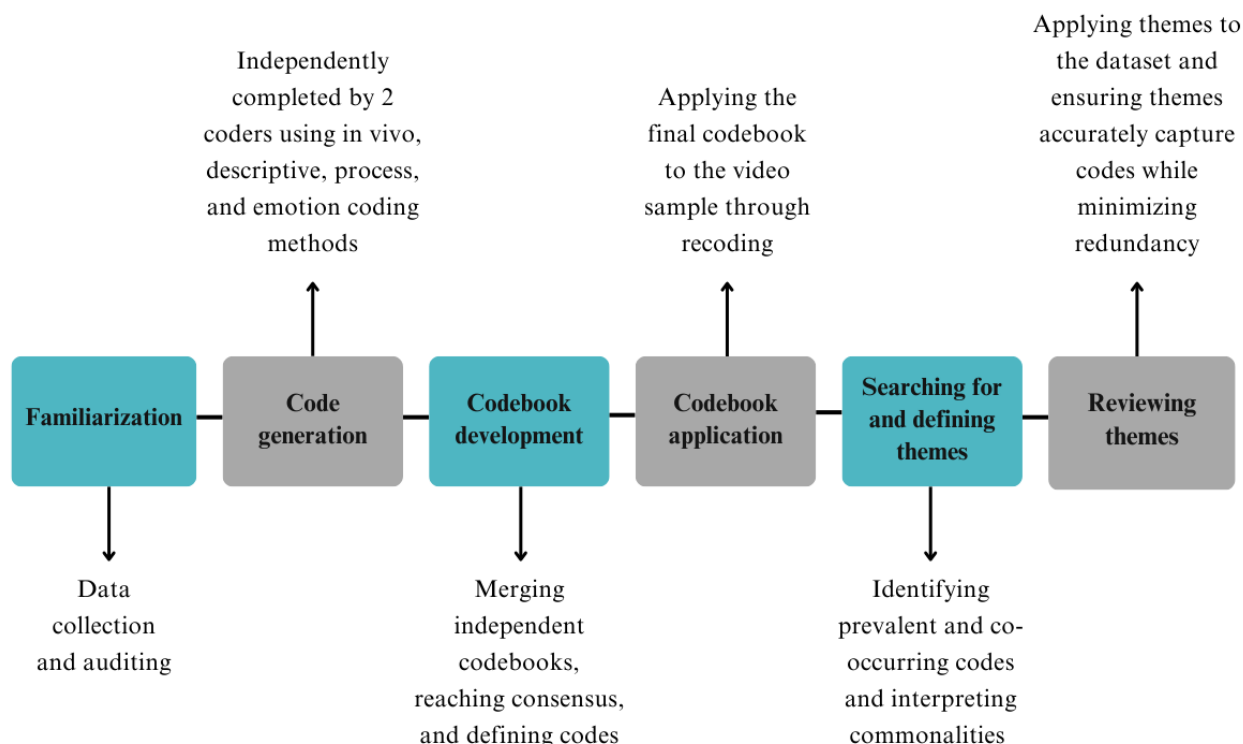 Independently
completed by 2
coders using in vivo,
descriptive, process,
and emotion coding
methods
Applying the
final codebook
to the video
sample through
recoding
Applying themes to
the dataset and
ensuring themes
accurately capture
codes while
minimizing
redundancy
Familiarization
Code
generation
Codebook
development
Codebook
application
Searching for
and defining
themes
Reviewing
themes
Data
collection
and auditing
Merging
independent
codebooks,
reaching consensus,
and defining codes
Identifying
prevalent and co-
occurring codes
and interpreting
commonalities